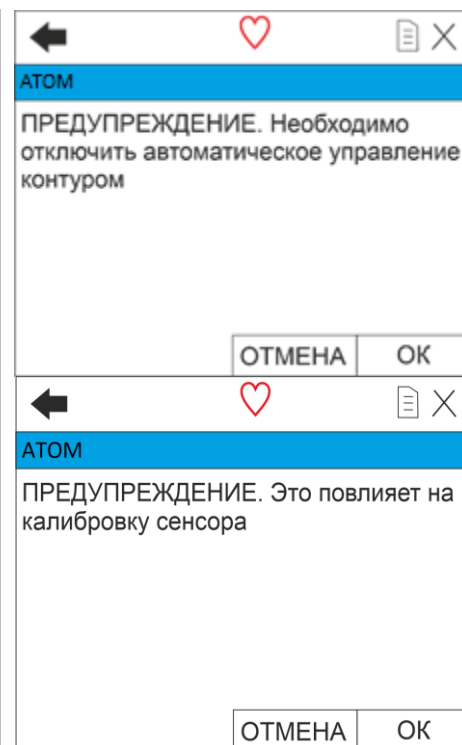 АТОМ
ПРЕДУПРЕЖДЕНИЕ. Необходимо
отключить автоматическое управление
контуром
ОТМЕНА ОК
АТОМ
ПРЕДУПРЕЖДЕНИЕ. Это повлияет на
калибровку сенсора
ОТМЕНА ОК